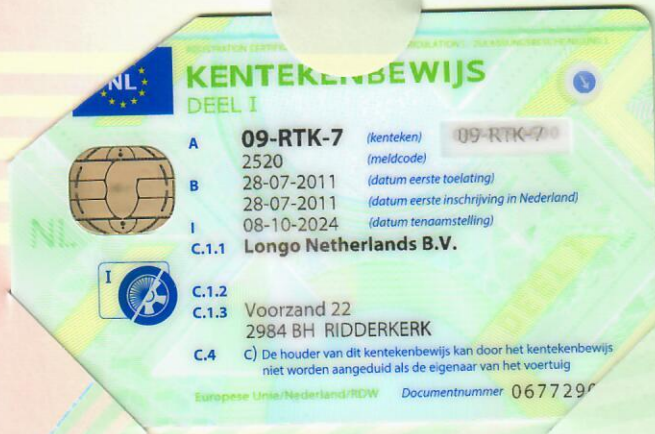 NL
KENTEKENBEWIJS
DEEL I
A 09-RTK-7 (kenteken) 09-RTK-7
2520 (meldcode)
B 28-07-2011 (datum eerste toelating)
28-07-2011 (datum eerste inschrijving in Nederland)
I 08-10-2024 (datum tenaamstelling)
C.1.1 Longo Netherlands B.V.
NL
I
C.1.2
C.1.3 Voorzand 22
2984 BH RIDDERKERK
C.4 C) De houder van dit kentekenbewijs kan door het kentekenbewijs
niet worden aangeduid als de eigenaar van het voertuig
Europese Unie/Nederland/RDW Documentnummer 067729